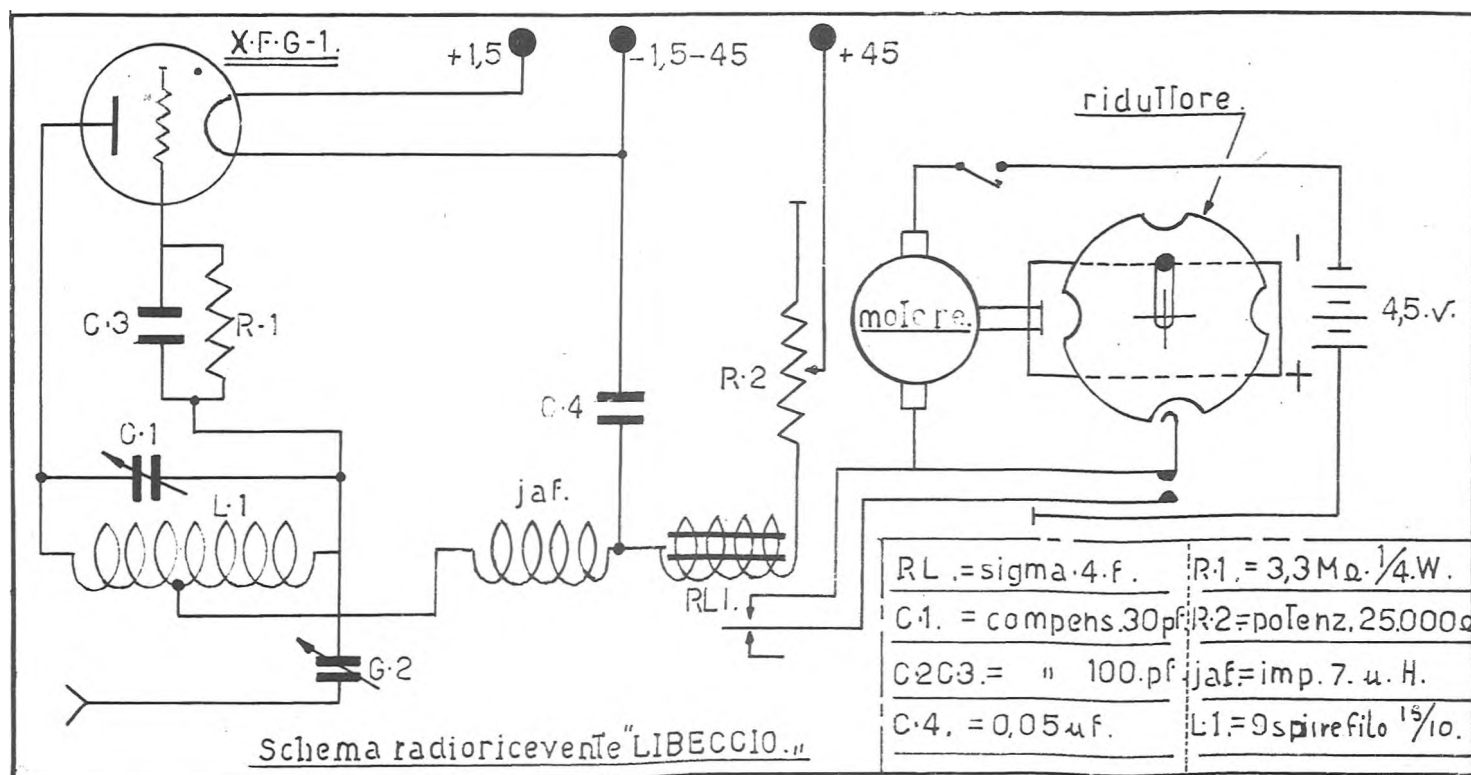 X.F.G-1.
+1,5
-1,5-45
+45
riduttore.
C.3
R.1
motore.
4,5.v.
-
+
R.2
C.4
C.1
L.1
jaf.
RL1.
G.2
RL.=sigma.4.f.
R.1.=3,3MΩ.1/4.W.
C.1. = compens.30pf.
R.2=potenz.25.000Ω
C2C3.= " 100.pf.
jaf=imp.7.u.H.
C.4. =0,05uf.
L.1=9spire filo 15/10.
Schema radioricevente "LIBECCIO."